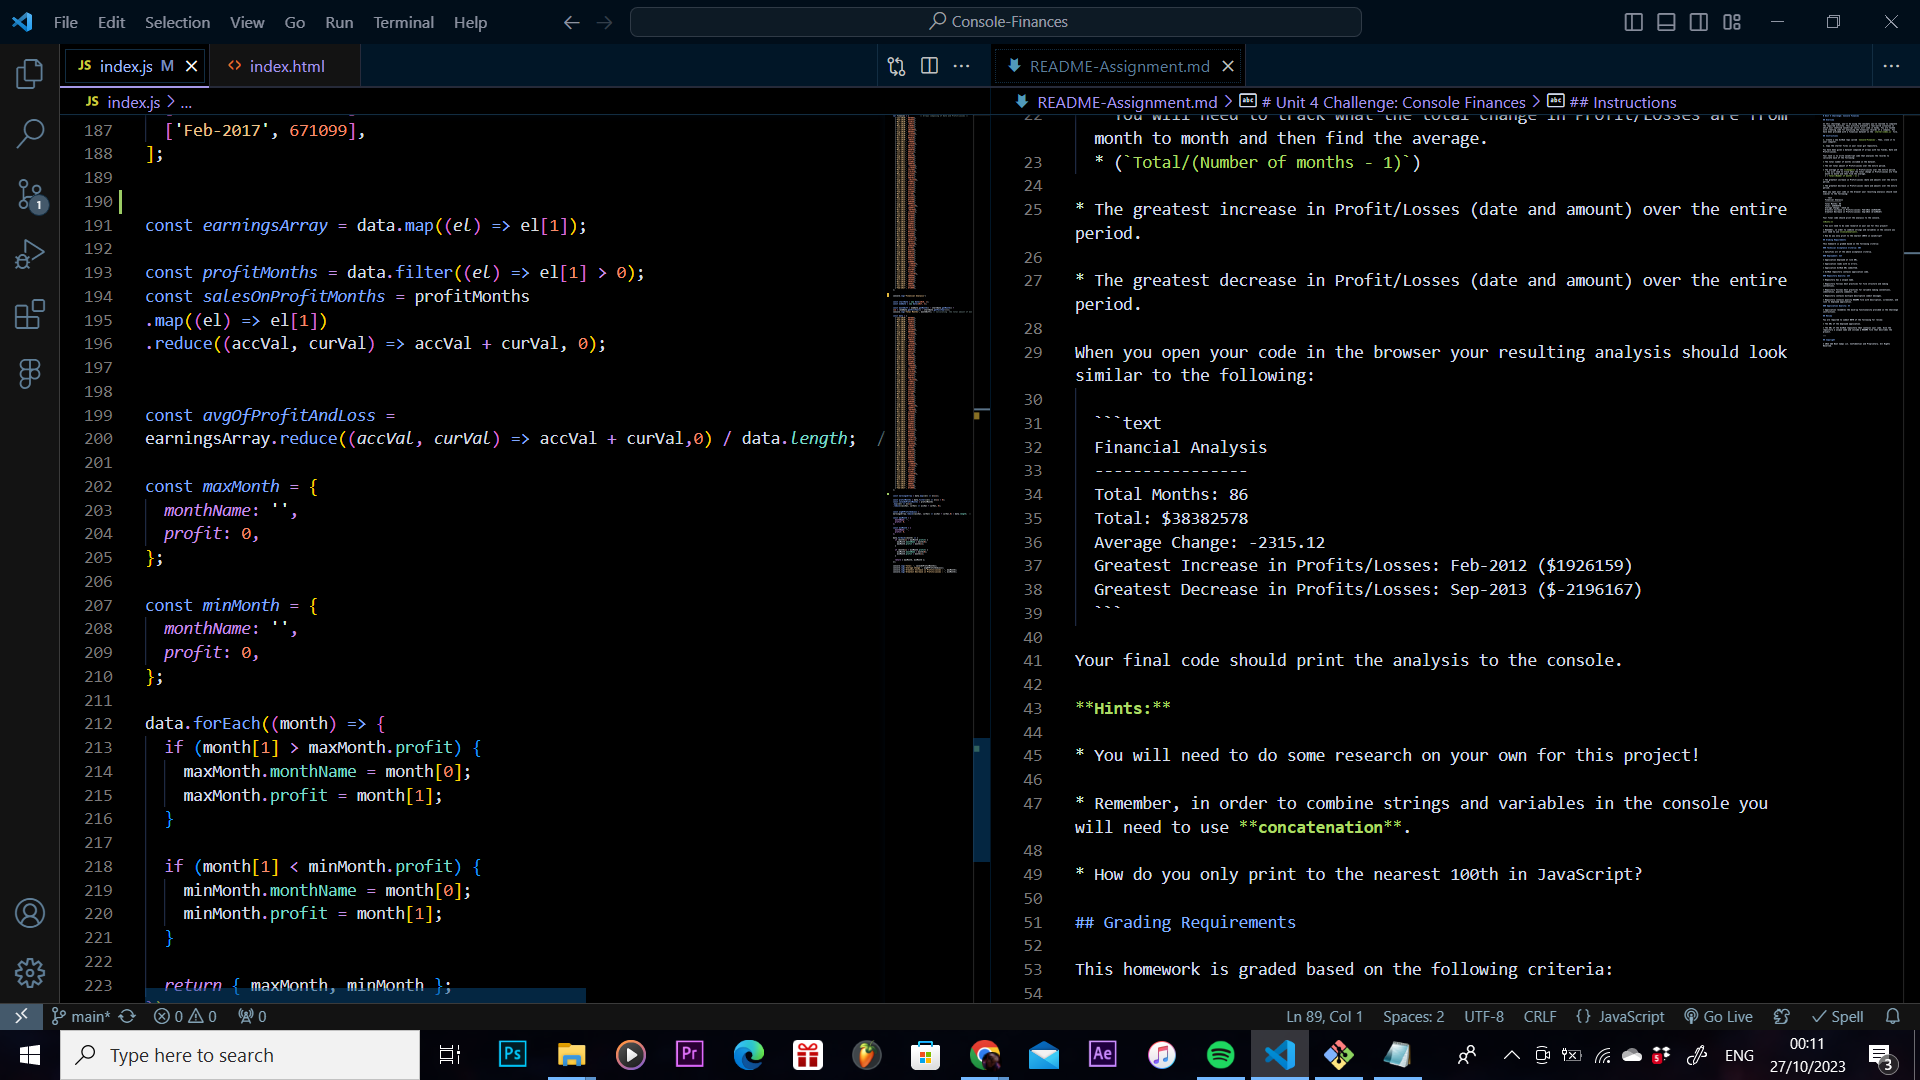 File Edit Selection View Go Run Terminal Help
Console-Finances
JS index.js M
<> index.html
README-Assignment.md
JS index.js > ...
README-Assignment.md > # Unit 4 Challenge: Console Finances > ## Instructions
187 ['Feb-2017', 671099],
188 ];
189
190
191 const earningsArray = data.map((el) => el[1]);
192
193 const profitMonths = data.filter((el) => el[1] > 0);
194 const salesOnProfitMonths = profitMonths
195 .map((el) => el[1])
196 .reduce((accVal, curVal) => accVal + curVal, 0);
197
198
199 const avgOfProfitAndLoss =
200 earningsArray.reduce((accVal, curVal) => accVal + curVal,0) / data.length; /
201
202 const maxMonth = {
203 monthName: '',
204 profit: 0,
205 };
206
207 const minMonth = {
208 monthName: '',
209 profit: 0,
210 };
211
212 data.forEach((month) => {
213 if (month[1] > maxMonth.profit) {
214 maxMonth.monthName = month[0];
215 maxMonth.profit = month[1];
216 }
217
218 if (month[1] < minMonth.profit) {
219 minMonth.monthName = month[0];
220 minMonth.profit = month[1];
221 }
222
223 return { maxMonth, minMonth };
22 * You will need to track what the total change in Profit/Losses are from
month to month and then find the average.
23 * (`Total/(Number of months - 1)`)
24
25 * The greatest increase in Profit/Losses (date and amount) over the entire
period.
26
27 * The greatest decrease in Profit/Losses (date and amount) over the entire
period.
28
29 When you open your code in the browser your resulting analysis should look
similar to the following:
30
31 ```text
32 Financial Analysis
33 ----------------
34 Total Months: 86
35 Total: $38382578
36 Average Change: -2315.12
37 Greatest Increase in Profits/Losses: Feb-2012 ($1926159)
38 Greatest Decrease in Profits/Losses: Sep-2013 ($-2196167)
39 ```
40
41 Your final code should print the analysis to the console.
42
43 **Hints:**
44
45 * You will need to do some research on your own for this project!
46
47 * Remember, in order to combine strings and variables in the console you
will need to use **concatenation**.
48
49 * How do you only print to the nearest 100th in JavaScript?
50
51 ## Grading Requirements
52
53 This homework is graded based on the following criteria:
54
main* 0 0 0
Ln 89, Col 1 Spaces: 2 UTF-8 CRLF {} JavaScript Go Live Spell
Type here to search
Ps
Pr
Ae
ENG
00:11
27/10/2023
3